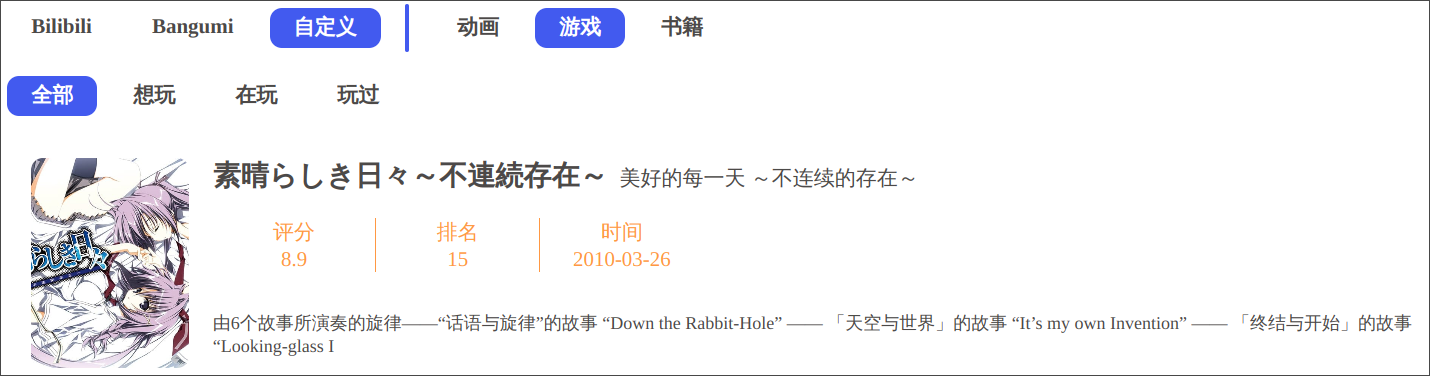 Bilibili Bangumi 自定义 动画 游戏 书籍
全部 想玩 在玩 玩过
素晴らしき日々～不連続存在～ 美好的每一天 ～不连续的存在～
らしき日々
评分 排名 时间
8.9 15 2010-03-26
由6个故事所演奏的旋律——“话语与旋律”的故事 “Down the Rabbit-Hole” —— 「天空与世界」的故事 “It’s my own Invention” —— 「终结与开始」的故事
“Looking-glass I